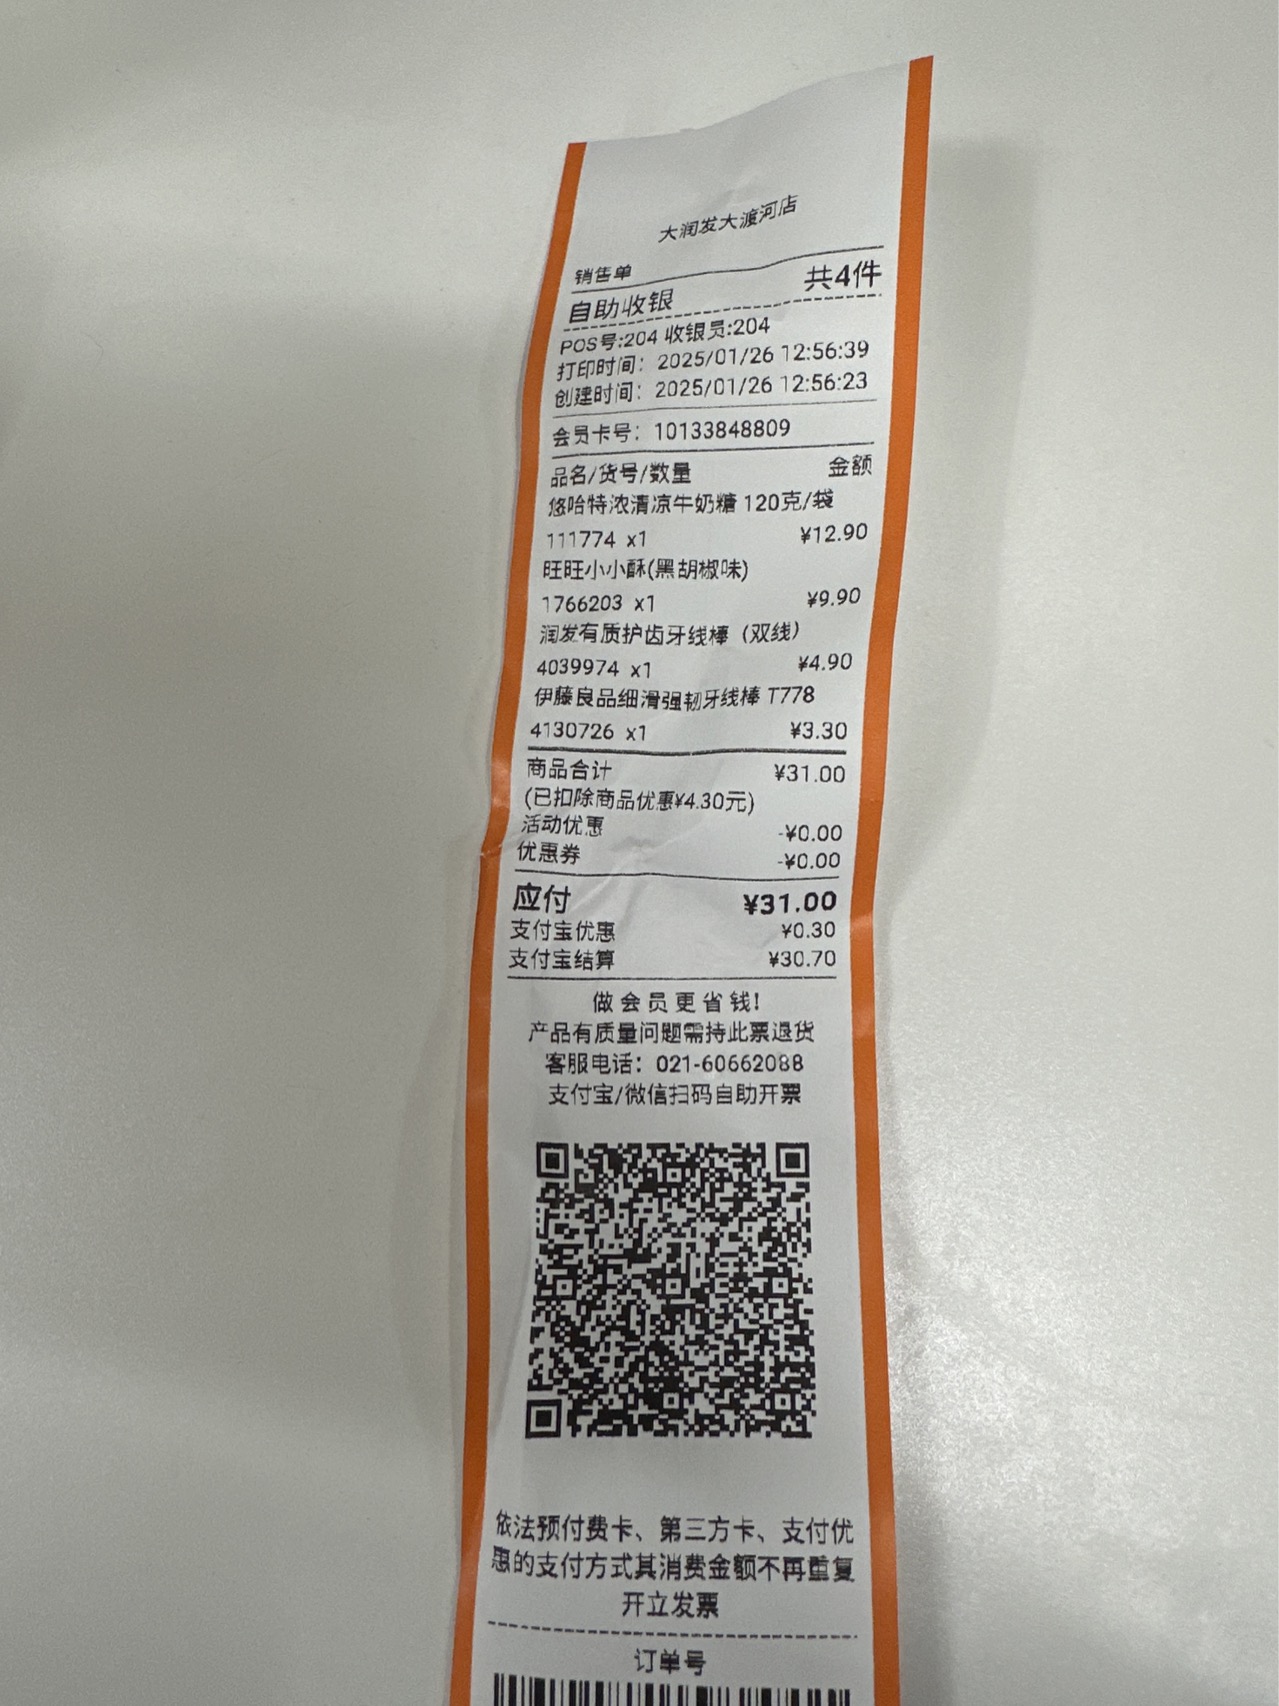 大润发大渡河店
销售单
自助收银 共4件
POS号:204 收银员:204
打印时间: 2025/01/26 12:56:39
创建时间: 2025/01/26 12:56:23
会员卡号: 10133848809
品名/货号/数量 金额
悠哈特浓清凉牛奶糖 120克/袋
111774 x1 ¥12.90
旺旺小小酥(黑胡椒味)
1766203 x1 ¥9.90
润发有质护齿牙线棒（双线）
4039974 x1 ¥4.90
伊藤良品细滑强韧牙线棒 T778
4130726 x1 ¥3.30
商品合计 ¥31.00
(已扣除商品优惠¥4.30元)
活动优惠 -¥0.00
优惠券 -¥0.00
应付 ¥31.00
支付宝优惠 ¥0.30
支付宝结算 ¥30.70
做会员更省钱!
产品有质量问题需持此票退货
客服电话: 021-60662088
支付宝/微信扫码自助开票
依法预付费卡、第三方卡、支付优
惠的支付方式其消费金额不再重复
开立发票
订单号